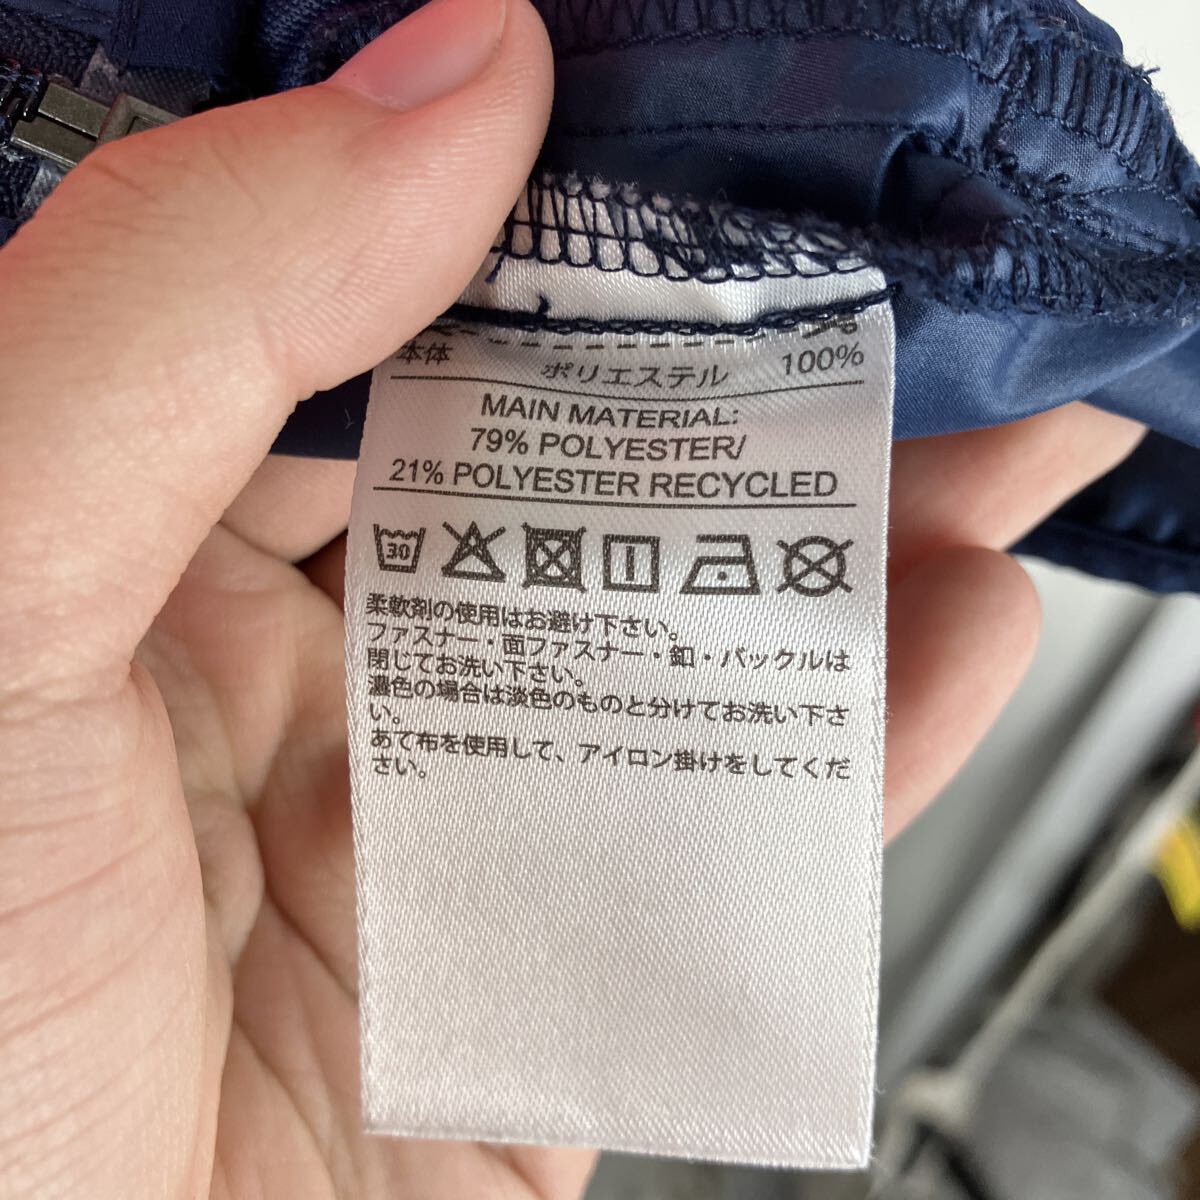 本体 ポリエステル 100%
MAIN MATERIAL:
79% POLYESTER/
21% POLYESTER RECYCLED
30
柔軟剤の使用はお避け下さい。
ファスナー・面ファスナー・釦・バックルは
閉じてお洗い下さい。
濃色の場合は淡色のものと分けてお洗い下さ
い。
あて布を使用して、アイロン掛けをしてくだ
さい。